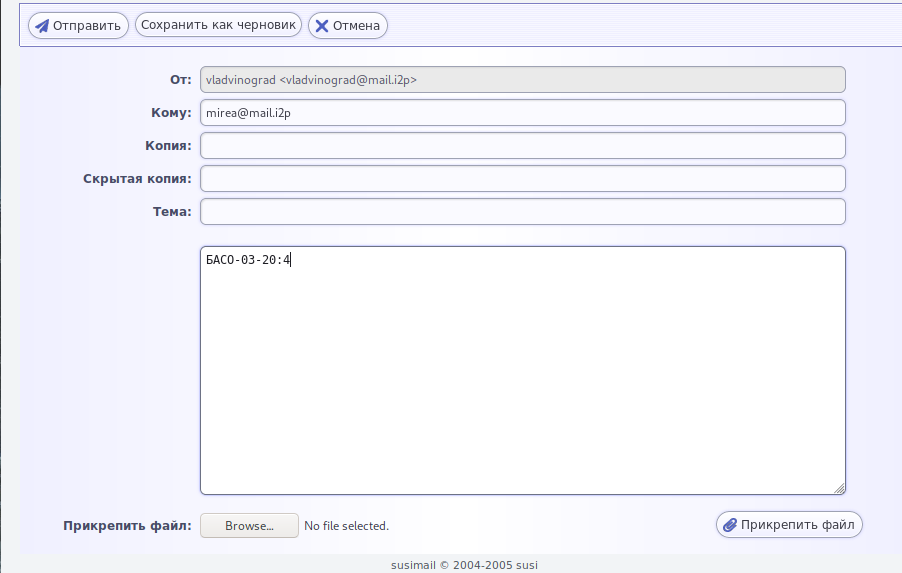 Отправить Сохранить как черновик Отмена
От: vladvinograd <vladvinograd@mail.i2p>
Кому: mirea@mail.i2p
Копия:
Скрытая копия:
Тема:
БАСО-03-20:4
Прикрепить файл: Browse... No file selected. Прикрепить файл
susimail © 2004-2005 susi